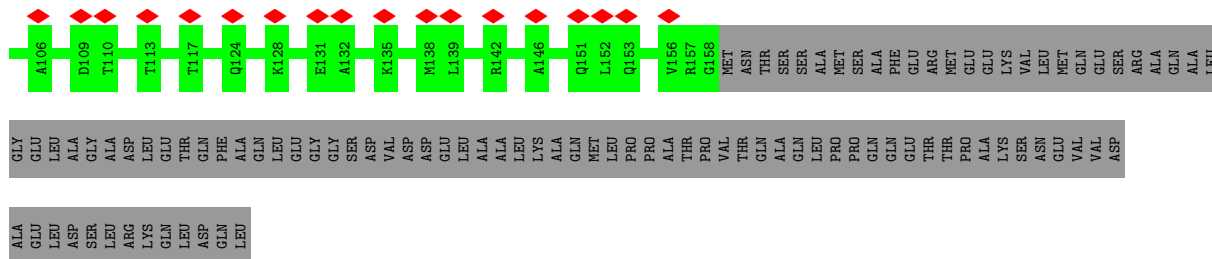 A106 D109 T110 T113 T117 Q124 K128 E131 A132 K135 M138 L139 R142 A146 Q151 L152 Q153 V156 R157 G158 MET ASN THR SER SER ALA MET SER ALA PHE GLU ARG MET GLU GLU LYS VAL LEU MET GLN GLU SER ARG ALA GLN ALA LEU
GLY GLU LEU ALA GLY ALA ASP LEU GLU THR GLN PHE ALA GLN LEU GLU GLY GLY SER ASP VAL ASP ASP GLU LEU ALA ALA LEU LYS ALA GLN MET LEU PRO PRO ALA THR PRO VAL THR GLN ALA GLN LEU PRO PRO GLN GLN GLU THR THR PRO ALA LYS SER ASN GLU VAL VAL ASP
ALA GLU LEU ASP SER LEU ARG LYS GLN LEU ASP GLN LEU